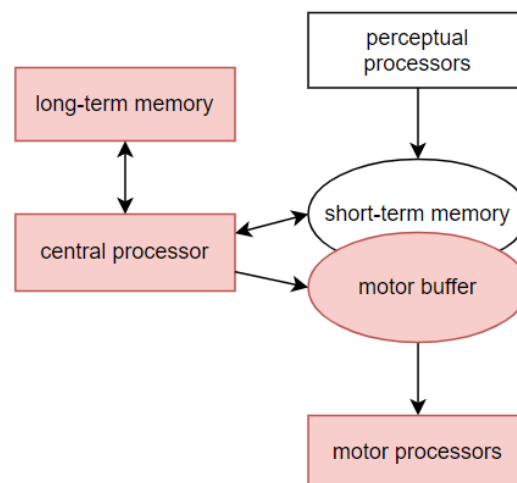 perceptual
processors
long-term memory
short-term memory
central processor
motor buffer
motor processors